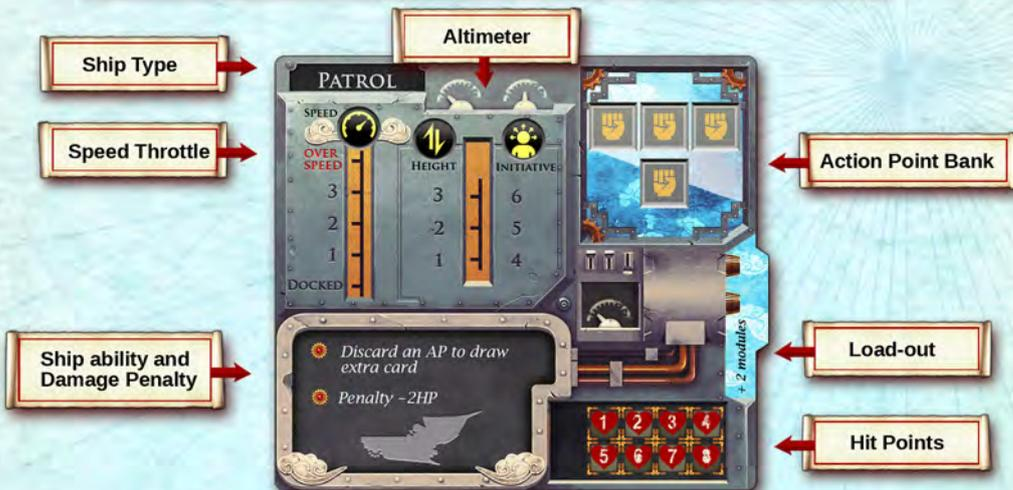 Altimeter
Ship Type
PATROL
Speed Throttle
SPEED
OVER
SPEED
HEIGHT
INITIATIVE
3 3 6
2 -2 5
1 1 4
DOCKED
Action Point Bank
Ship ability and
Damage Penalty
Discard an AP to draw
extra card
Penalty -2HP
+ 2 modules
Load-out
1 2 3 4
5 6 7 8
Hit Points